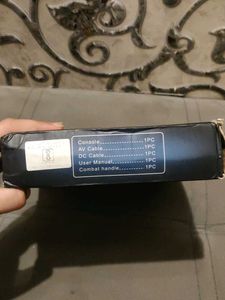 Console..................1PC
AV Cable................1PC
DC Cable................1PC
User Manual...........1PC
Combat handle.........1PC